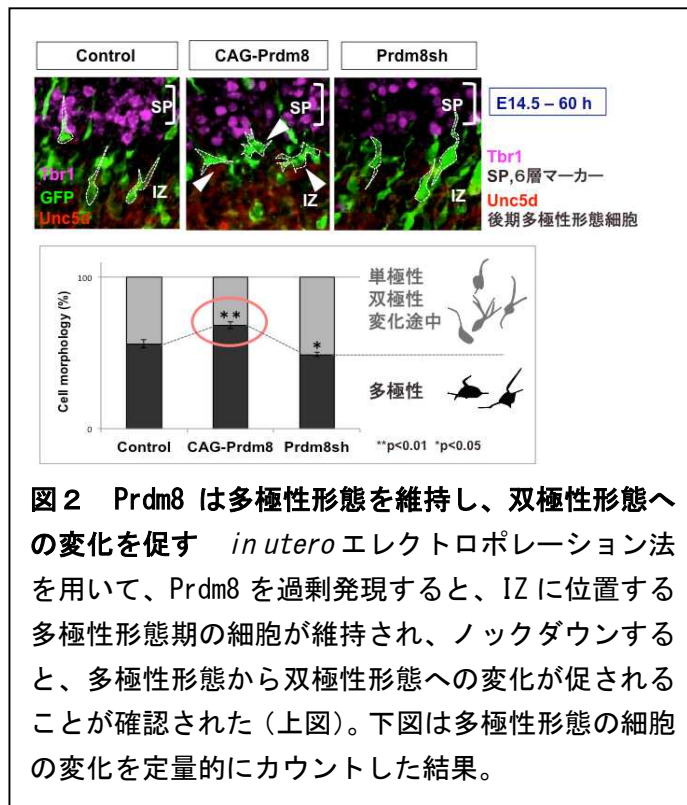 Control
CAG-Prdm8
Prdm8sh
SP
SP
SP
E14.5 – 60 h
Tbr1
GFP
Unc5d
IZ
IZ
IZ
Tbr1
SP,6層マーカー
Unc5d
後期多極性形態細胞
100
単極性
双極性
変化途中
**
*
Cell morphology (%)
多極性
0
Control
CAG-Prdm8
Prdm8sh
**p<0.01 *p<0.05
図2 Prdm8 は多極性形態を維持し、双極性形態へ
の変化を促す in utero エレクトロポレーション法
を用いて、Prdm8 を過剰発現すると、IZ に位置する
多極性形態期の細胞が維持され、ノックダウンする
と、多極性形態から双極性形態への変化が促される
ことが確認された（上図）。下図は多極性形態の細胞
の変化を定量的にカウントした結果。